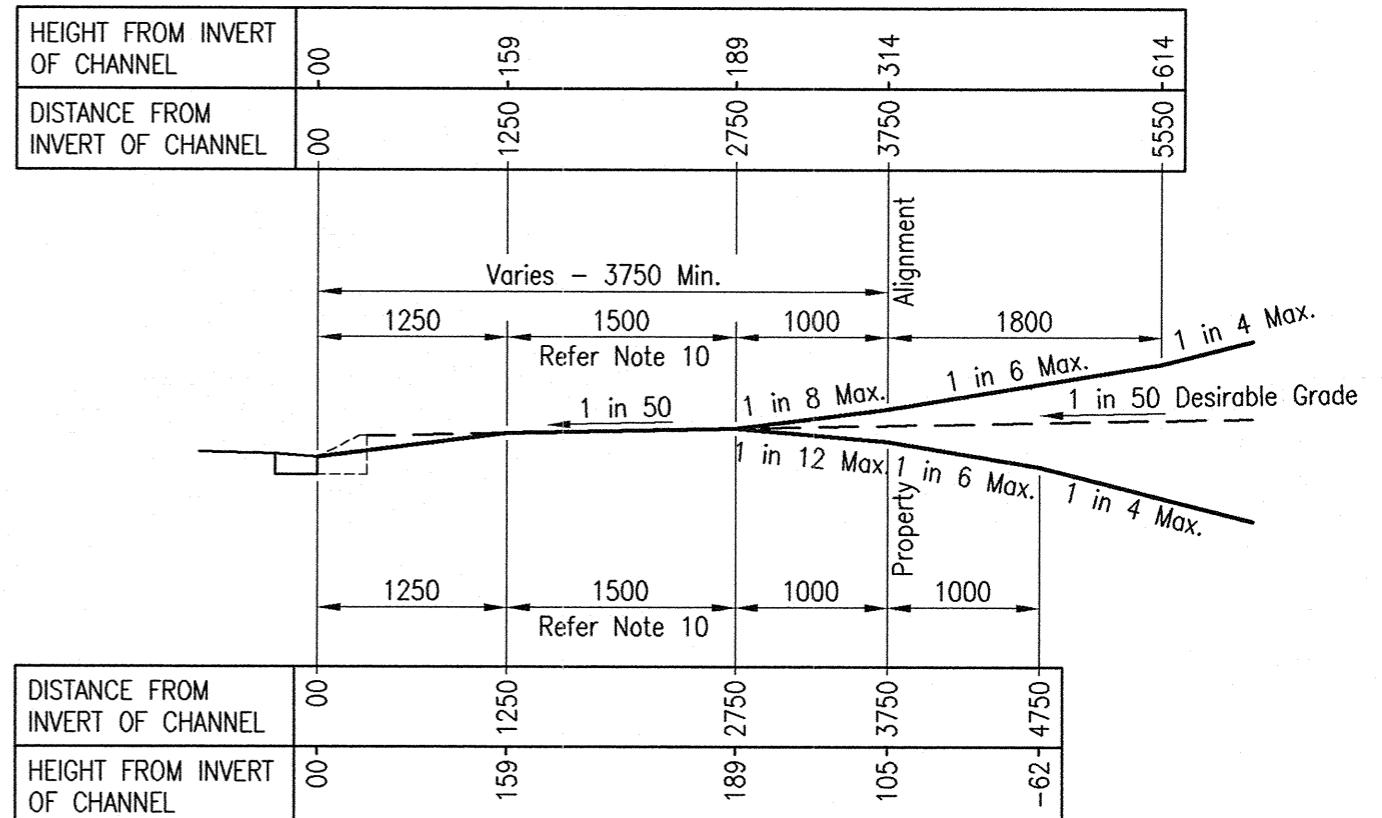 HEIGHT FROM INVERT
OF CHANNEL
00
159
189
314
614
DISTANCE FROM
INVERT OF CHANNEL
00
1250
2750
3750
5550
Alignment
Varies - 3750 Min.
1250
1500
1000
1800
Refer Note 10
1 in 4 Max.
1 in 6 Max.
1 in 8 Max.
1 in 50
1 in 50 Desirable Grade
1 in 12 Max.
1 in 6 Max.
1 in 4 Max.
Property
1250
1500
1000
1000
Refer Note 10
DISTANCE FROM
INVERT OF CHANNEL
00
1250
2750
3750
4750
HEIGHT FROM INVERT
OF CHANNEL
00
159
189
105
-62